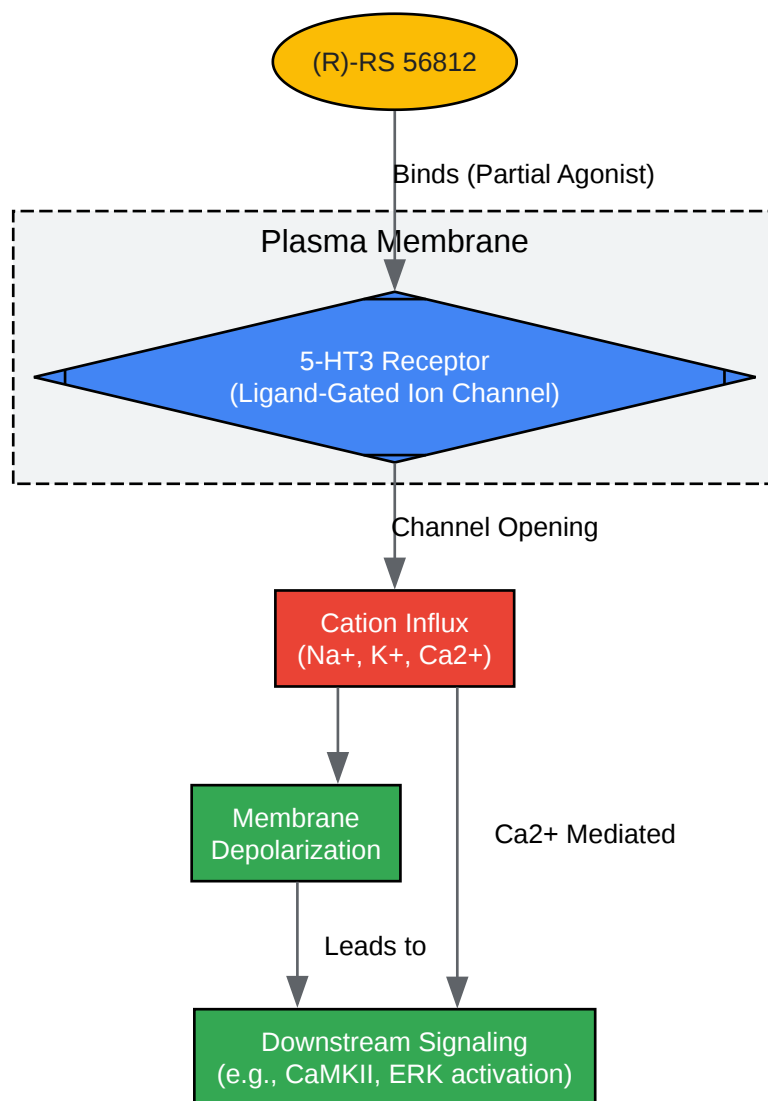 (R)-RS 56812
Binds (Partial Agonist)
Plasma Membrane
5-HT3 Receptor
(Ligand-Gated Ion Channel)
Channel Opening
Cation Influx
(Na+, K+, Ca2+)
Membrane
Depolarization
Ca2+ Mediated
Leads to
Downstream Signaling
(e.g., CaMKII, ERK activation)